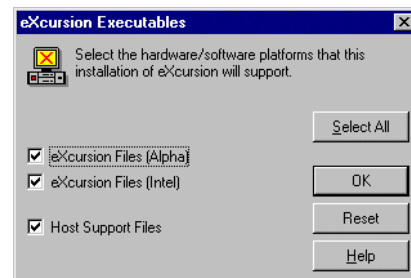 eXcursion Executables
Select the hardware/software platforms that this
installation of eXcursion will support.
Select All
eXcursion Files (Alpha)
eXcursion Files (Intel)
OK
Host Support Files
Reset
Help